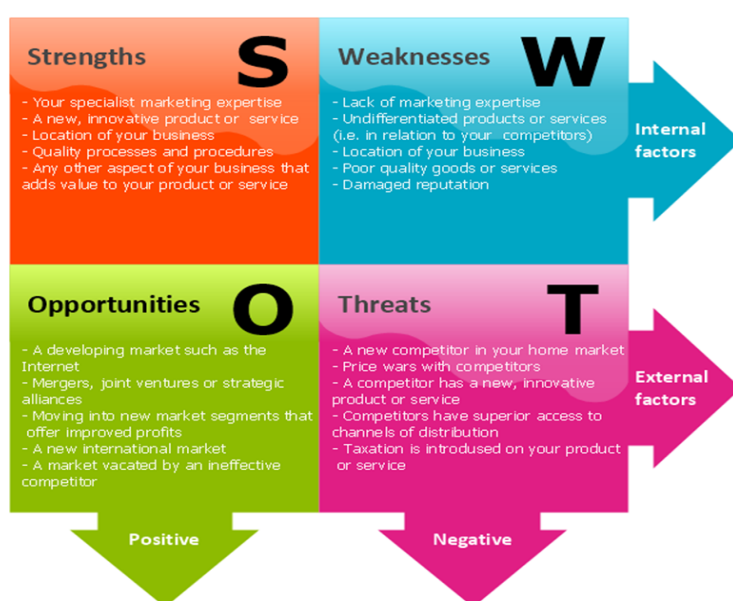 Strengths S
- Your specialist marketing expertise
- A new, innovative product or service
- Location of your business
- Quality processes and procedures
- Any other aspect of your business that
adds value to your product or service
Weaknesses W
- Lack of marketing expertise
- Undifferentiated products or services
(i.e. in relation to your competitors)
- Location of your business
- Poor quality goods or services
- Damaged reputation
Internal
factors
Opportunities O
- A developing market such as the
Internet
- Mergers, joint ventures or strategic
alliances
- Moving into new market segments that
offer improved profits
- A new international market
- A market vacated by an ineffective
competitor
Threats T
- A new competitor in your home market
- Price wars with competitors
- A competitor has a new, innovative
product or service
- Competitors have superior access to
channels of distribution
- Taxation is introdused on your product
or service
External
factors
Positive
Negative